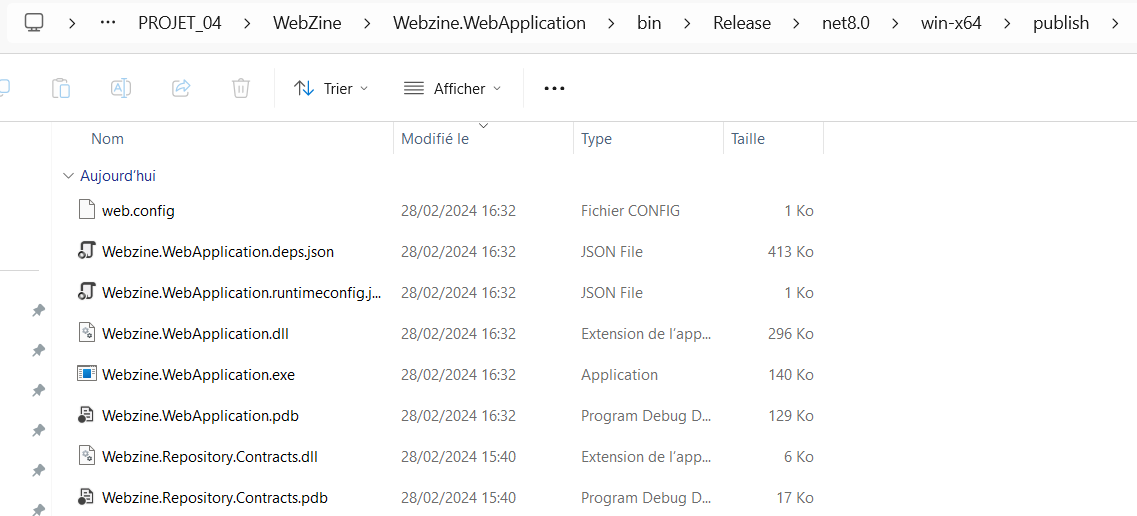 PROJET_04 WebZine Webzine.WebApplication bin Release net8.0 win-x64 publish
Trier Afficher
Nom Modifié le Type Taille
Aujourd'hui
web.config 28/02/2024 16:32 Fichier CONFIG 1 Ko
Webzine.WebApplication.deps.json 28/02/2024 16:32 JSON File 413 Ko
Webzine.WebApplication.runtimeconfig.j... 28/02/2024 16:32 JSON File 1 Ko
Webzine.WebApplication.dll 28/02/2024 16:32 Extension de l'app... 296 Ko
Webzine.WebApplication.exe 28/02/2024 16:32 Application 140 Ko
Webzine.WebApplication.pdb 28/02/2024 16:32 Program Debug D... 129 Ko
Webzine.Repository.Contracts.dll 28/02/2024 15:40 Extension de l'app... 6 Ko
Webzine.Repository.Contracts.pdb 28/02/2024 15:40 Program Debug D... 17 Ko